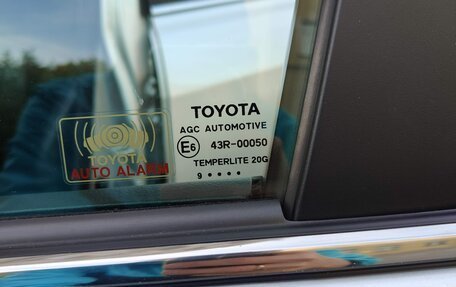 TOYOTA
AGC AUTOMOTIVE
E6 43R-00050
TEMPERLITE 20G
9 ••••
TOYOTA
AUTO ALARM